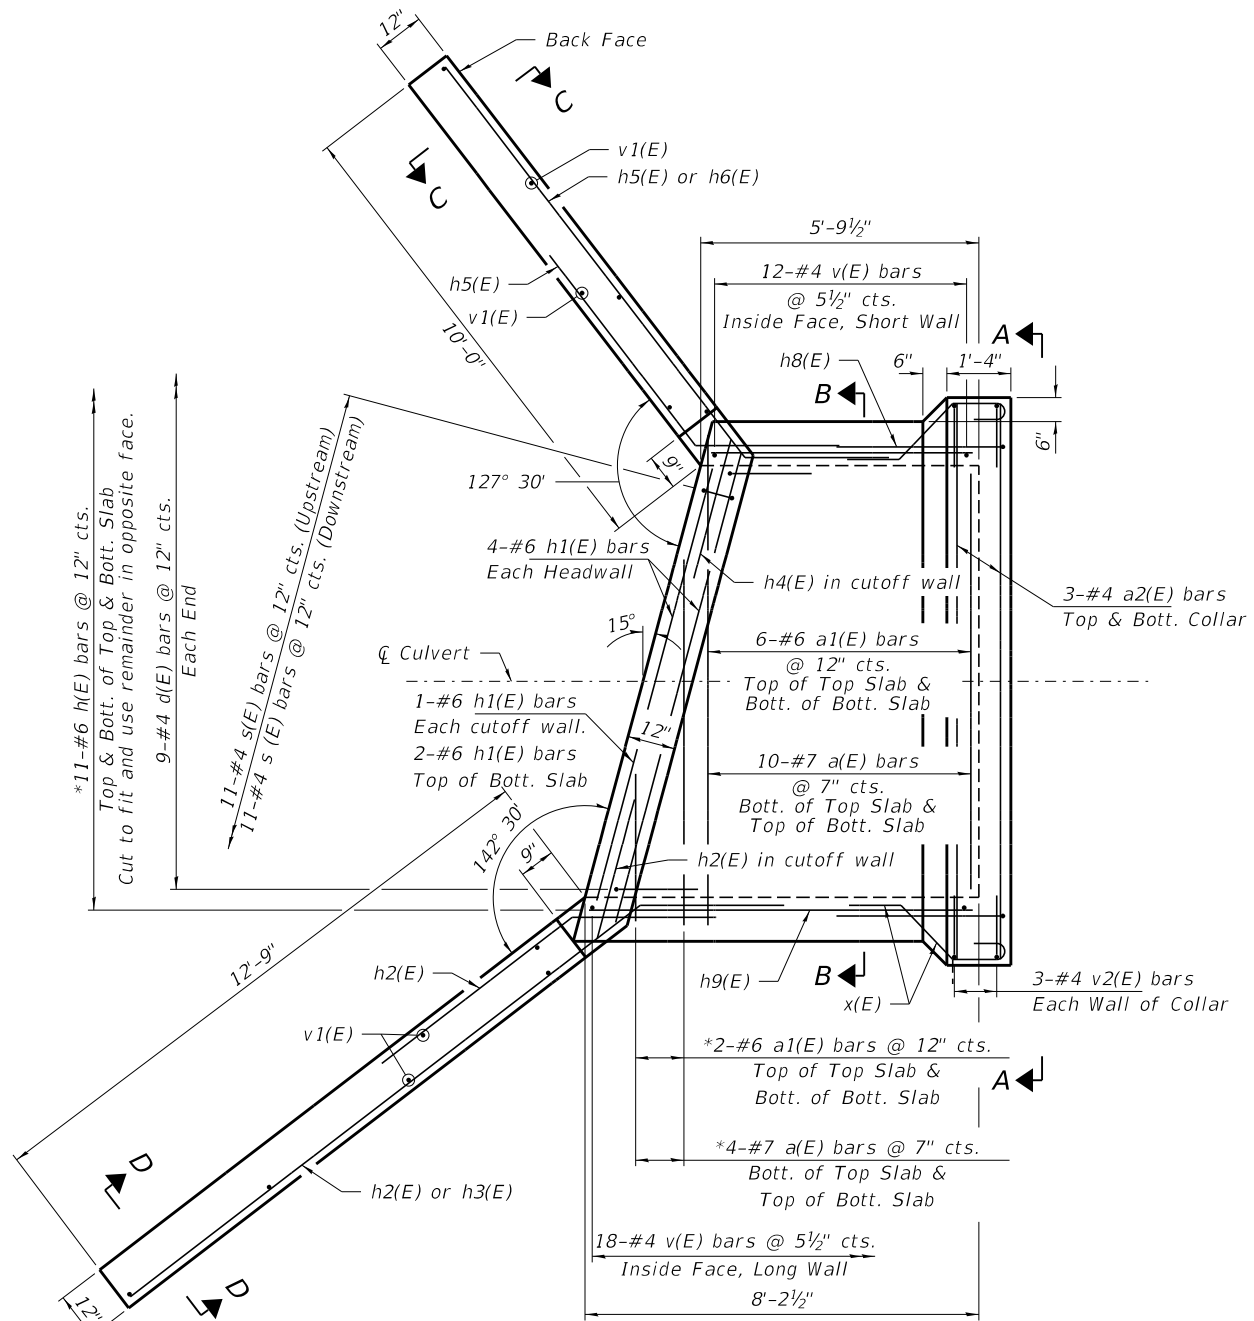 12"
Back Face
C
C
v1(E)
h5(E) or h6(E)
5'-9½"
12-#4 v(E) bars
@ 5½" cts.
Inside Face, Short Wall
h5(E)
v1(E)
10'-0"
A
h8(E)
6"
1'-4"
B
6"
9"
127° 30'
4-#6 h1(E) bars
Each Headwall
h4(E) in cutoff wall
3-#4 a2(E) bars
Top & Bott. Collar
*11-#6 h(E) bars @ 12" cts.
Top & Bott. of Top & Bott. Slab
Cut to fit and use remainder in opposite face.
9-#4 d(E) bars @ 12" cts.
Each End
11-#4 s(E) bars @ 12" cts. (Upstream)
11-#4 s (E) bars @ 12" cts. (Downstream)
15°
℄ Culvert
6-#6 a1(E) bars
@ 12" cts.
Top of Top Slab &
Bott. of Bott. Slab
1-#6 h1(E) bars
Each cutoff wall.
2-#6 h1(E) bars
Top of Bott. Slab
12"
10-#7 a(E) bars
@ 7" cts.
Bott. of Top Slab &
Top of Bott. Slab
142° 30'
9"
h2(E) in cutoff wall
12'-9"
h2(E)
v1(E)
B
h9(E)
x(E)
3-#4 v2(E) bars
Each Wall of Collar
*2-#6 a1(E) bars @ 12" cts.
Top of Top Slab &
Bott. of Bott. Slab
A
*4-#7 a(E) bars @ 7" cts.
Bott. of Top Slab &
Top of Bott. Slab
D
h2(E) or h3(E)
18-#4 v(E) bars @ 5½" cts.
Inside Face, Long Wall
D
12"
8'-2½"